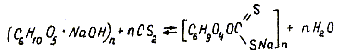 (C₆H₁₀O₅·NaOH)ₙ + nCS₂ ⇌ [C₆H₉O₄OC(=S)SNa]ₙ + nH₂O